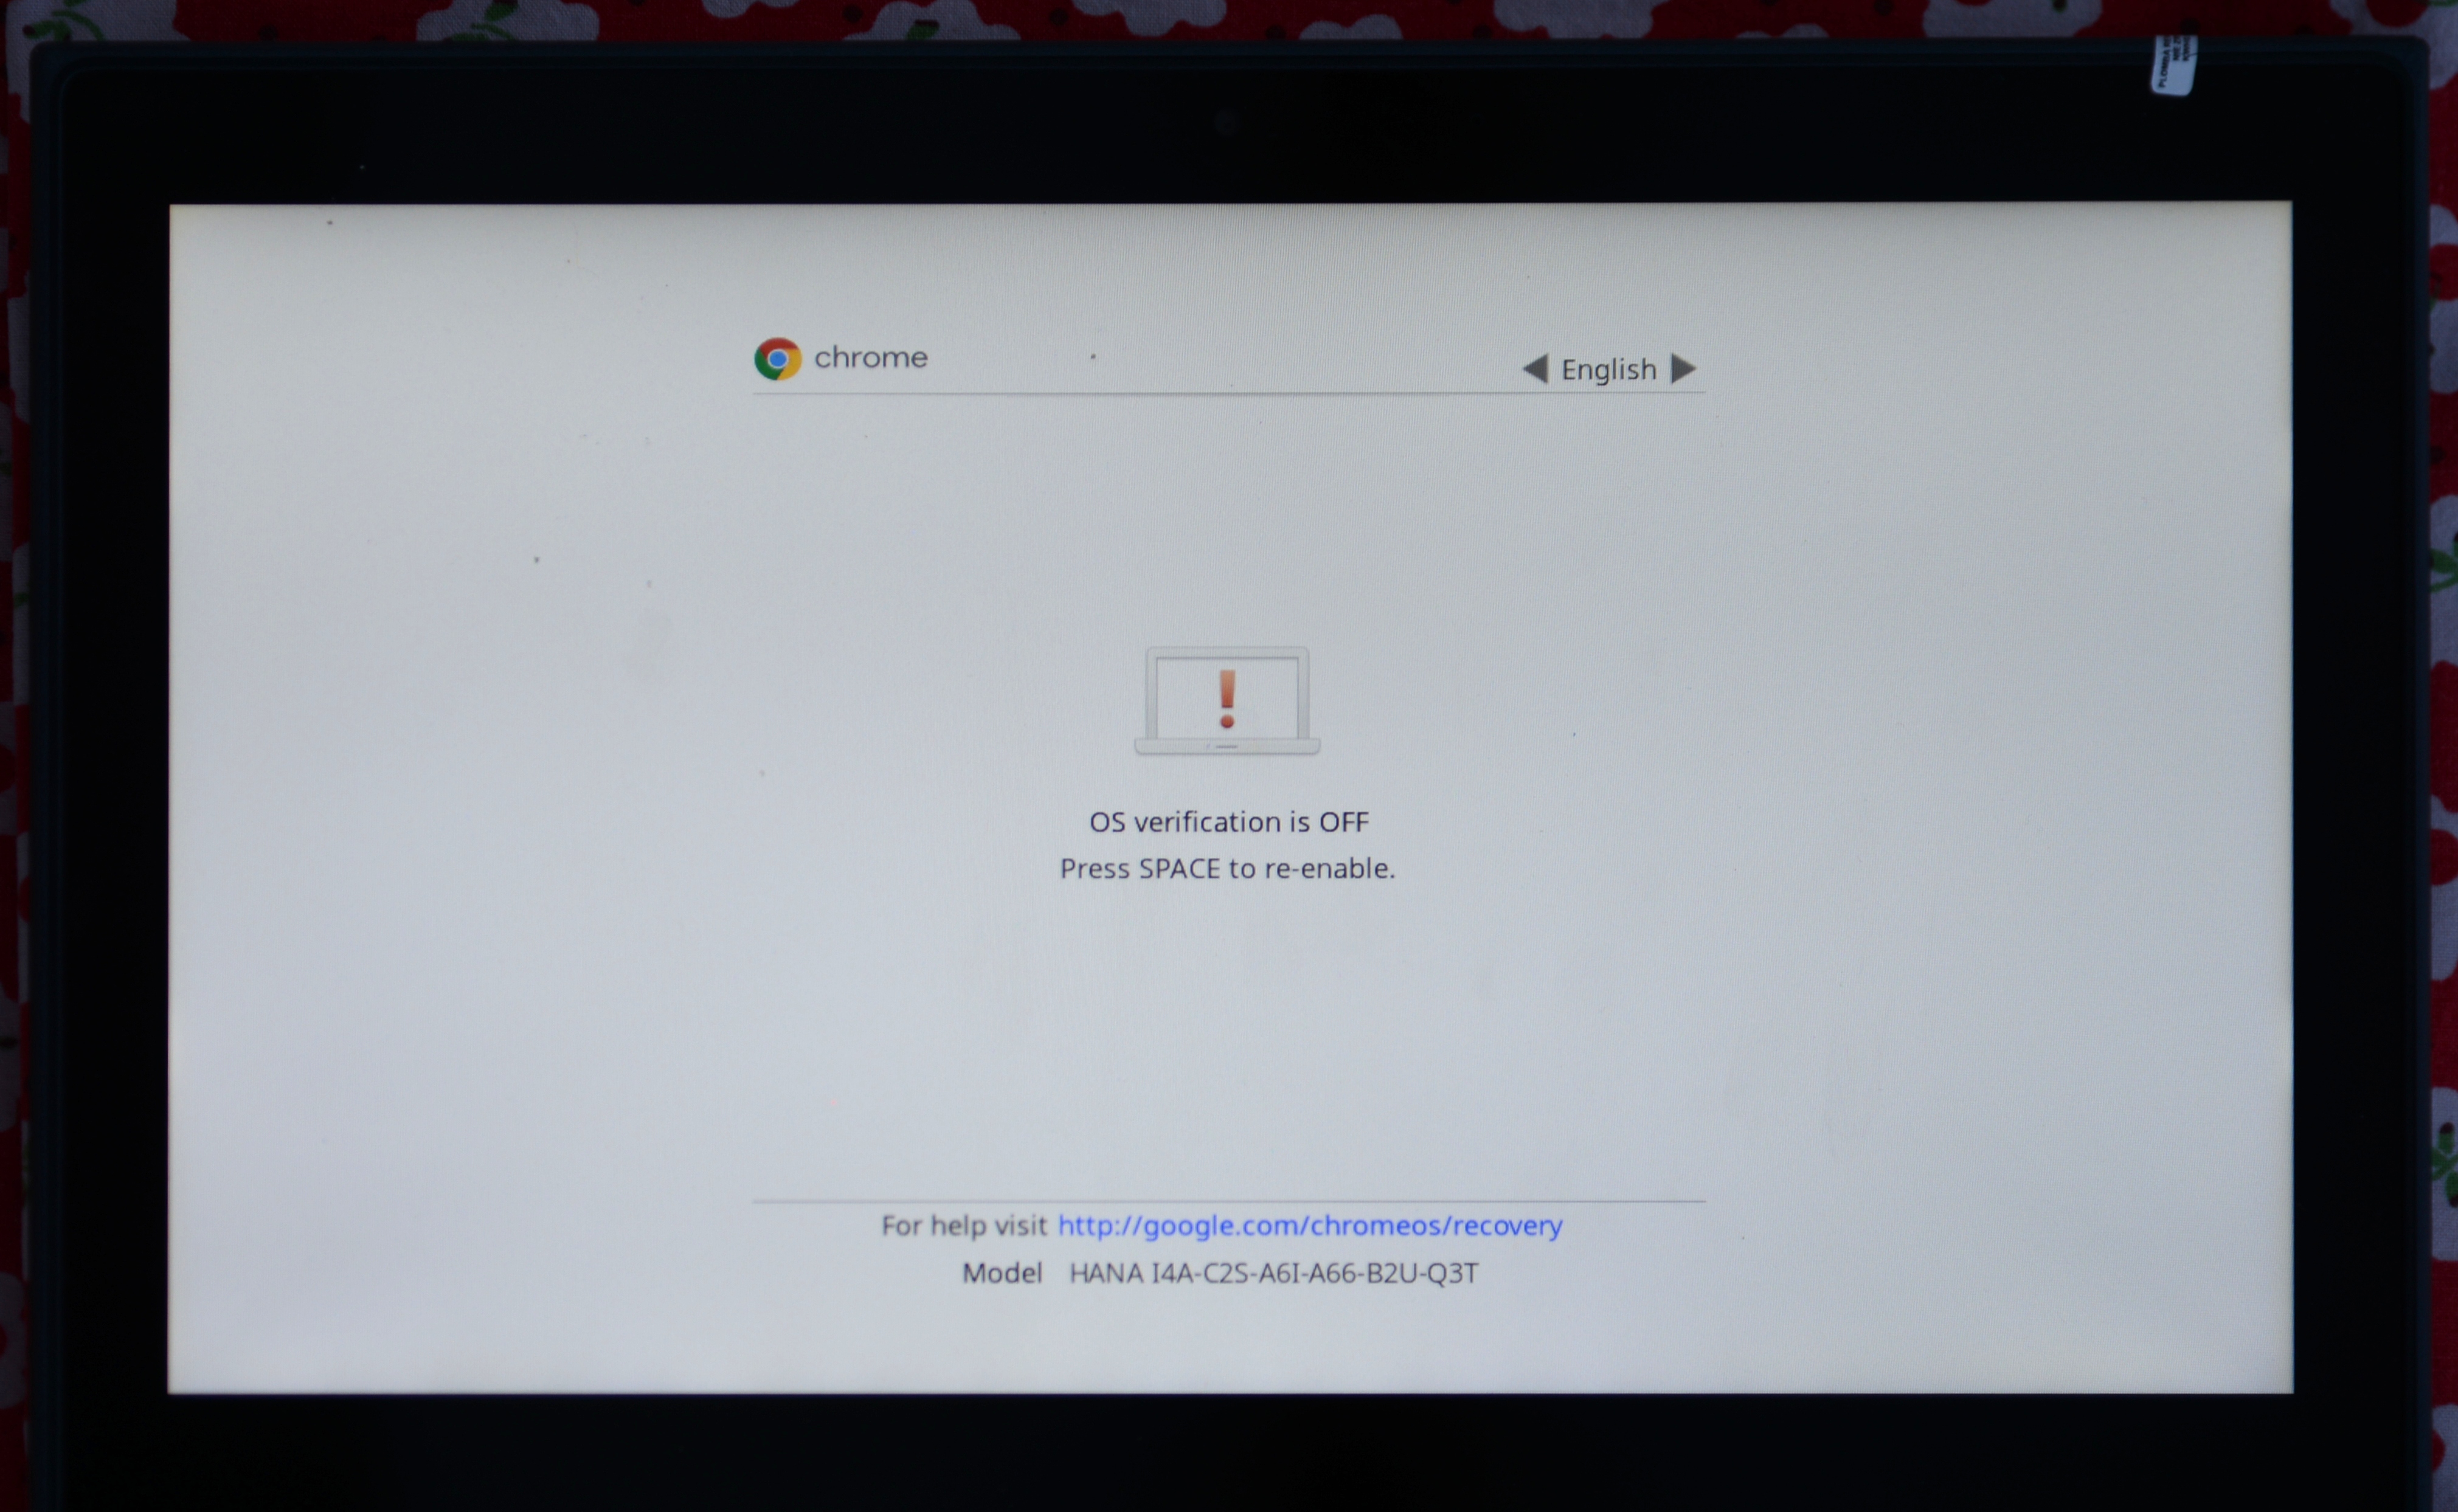 chrome
English
OS verification is OFF
Press SPACE to re-enable.
For help visit http://google.com/chromeos/recovery
Model HANA I4A-C2S-A6I-A66-B2U-Q3T